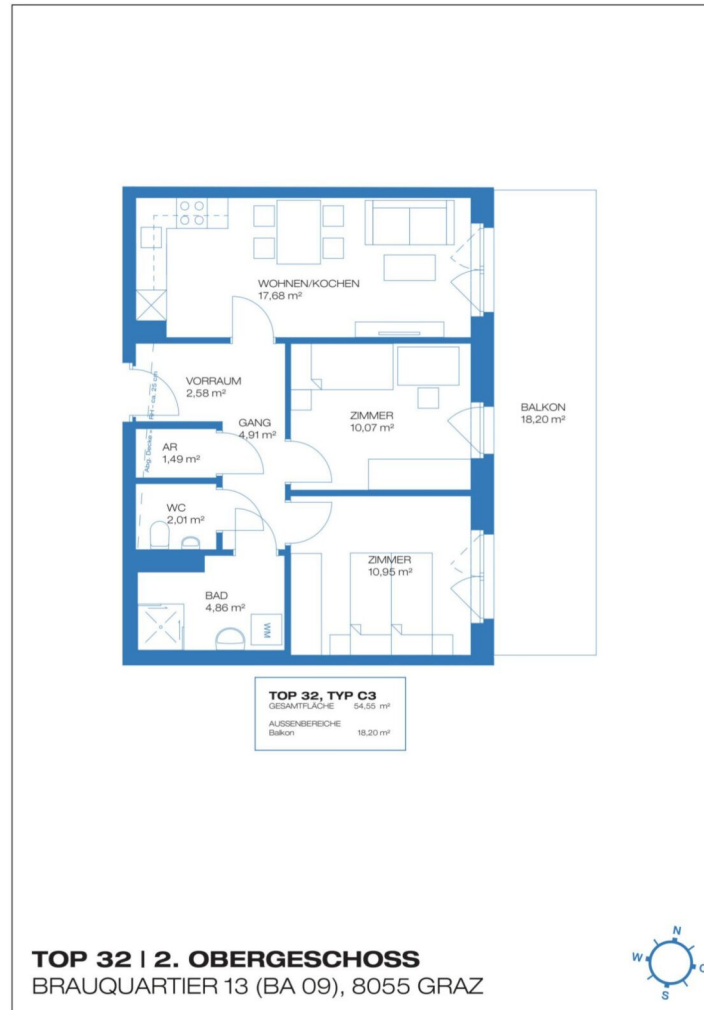 WOHNEN/KOCHEN
17,68 m²
VORRAUM
2,58 m²
GANG
4,91 m²
ZIMMER
10,07 m²
BALKON
18,20 m²
AR
1,49 m²
WC
2,01 m²
ZIMMER
10,95 m²
BAD
4,86 m²
WM
TOP 32, TYP C3
GESAMTFLÄCHE 54,55 m²
AUSSENBEREICHE
Balkon 18,20 m²
TOP 32 | 2. OBERGESCHOSS
BRAUQUARTIER 13 (BA 09), 8055 GRAZ
N
W
O
S